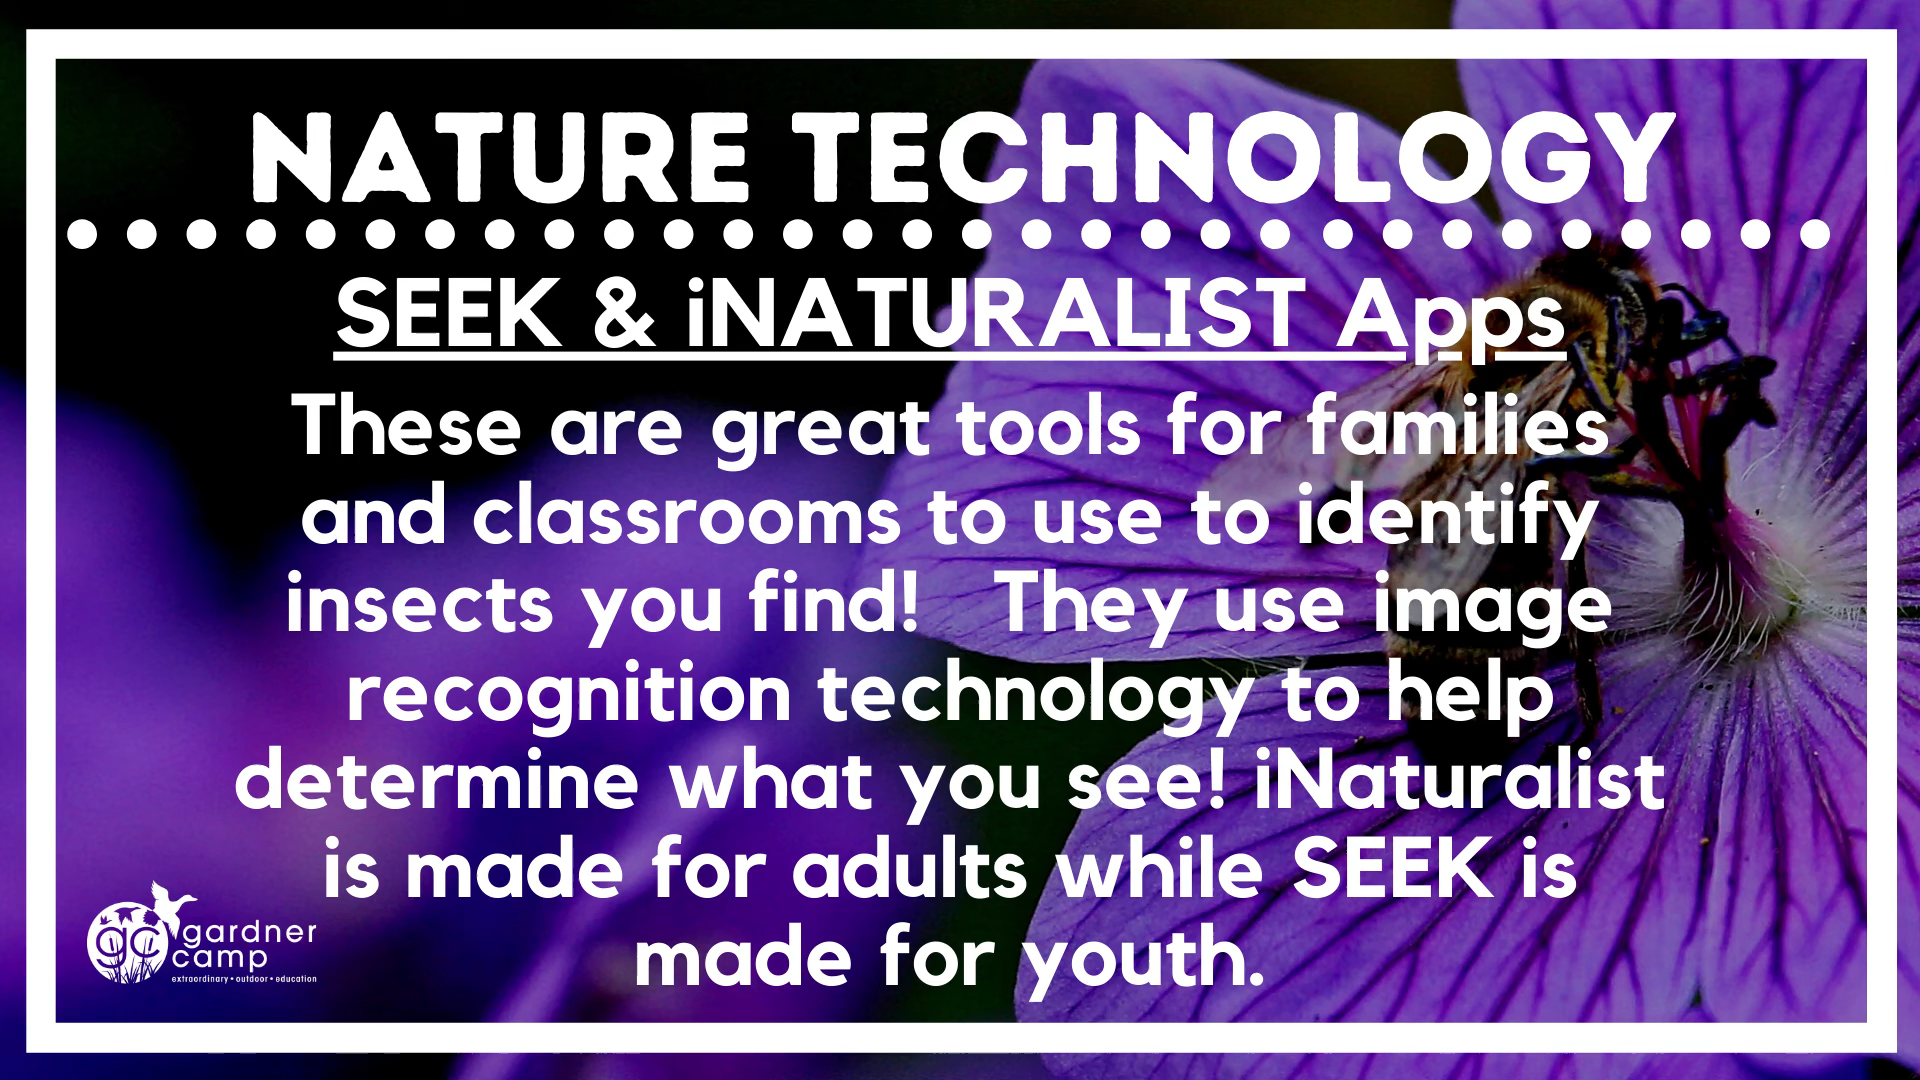 NATURE TECHNOLOGY
SEEK & iNATURALIST Apps
These are great tools for families
and classrooms to use to identify
insects you find! They use image
recognition technology to help
determine what you see! iNaturalist
is made for adults while SEEK is
made for youth.
gc
gardner
camp
extraordinary • outdoor • education